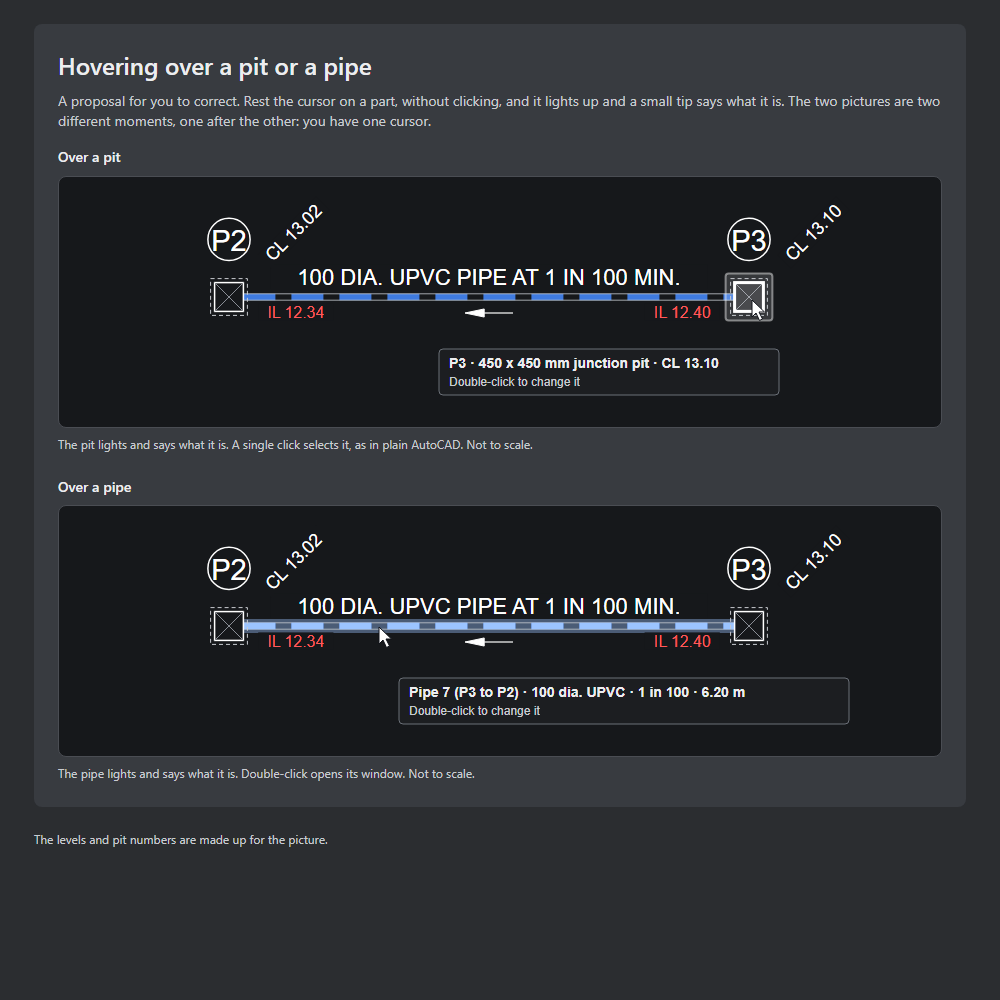 Hovering over a pit or a pipe
A proposal for you to correct. Rest the cursor on a part, without clicking, and it lights up and a small tip says what it is. The two pictures are two
different moments, one after the other: you have one cursor.
Over a pit
P2
CL 13.02
P3
CL 13.10
100 DIA. UPVC PIPE AT 1 IN 100 MIN.
IL 12.34
IL 12.40
P3 · 450 x 450 mm junction pit · CL 13.10
Double-click to change it
The pit lights and says what it is. A single click selects it, as in plain AutoCAD. Not to scale.
Over a pipe
P2
CL 13.02
P3
CL 13.10
100 DIA. UPVC PIPE AT 1 IN 100 MIN.
IL 12.34
IL 12.40
Pipe 7 (P3 to P2) · 100 dia. UPVC · 1 in 100 · 6.20 m
Double-click to change it
The pipe lights and says what it is. Double-click opens its window. Not to scale.
The levels and pit numbers are made up for the picture.